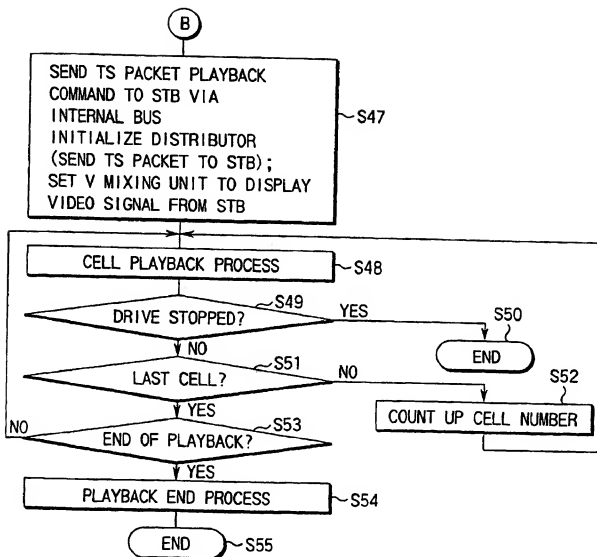 B
SEND TS PACKET PLAYBACK
COMMAND TO STB VIA
INTERNAL BUS
INITIALIZE DISTRIBUTOR
(SEND TS PACKET TO STB);
SET V MIXING UNIT TO DISPLAY
VIDEO SIGNAL FROM STB
S47
CELL PLAYBACK PROCESS
S48
S49
DRIVE STOPPED?
YES
S50
END
NO
S51
LAST CELL?
NO
S52
COUNT UP CELL NUMBER
YES
S53
END OF PLAYBACK?
NO
YES
PLAYBACK END PROCESS
S54
END
S55